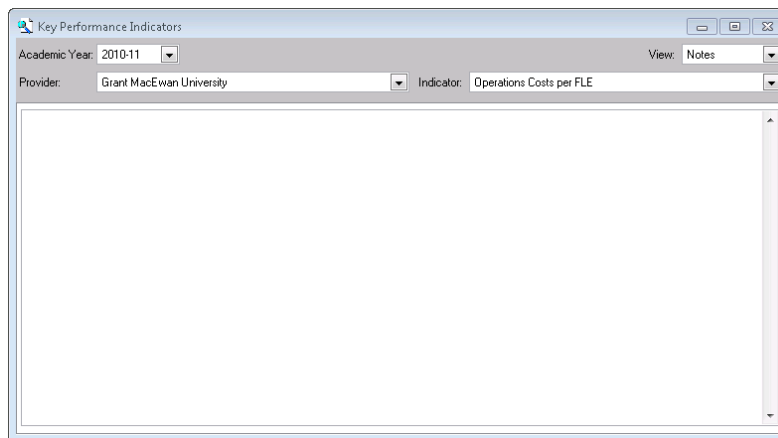 Key Performance Indicators
Academic Year: 2010-11 View: Notes
Provider: Grant MacEwan University Indicator: Operations Costs per FLE